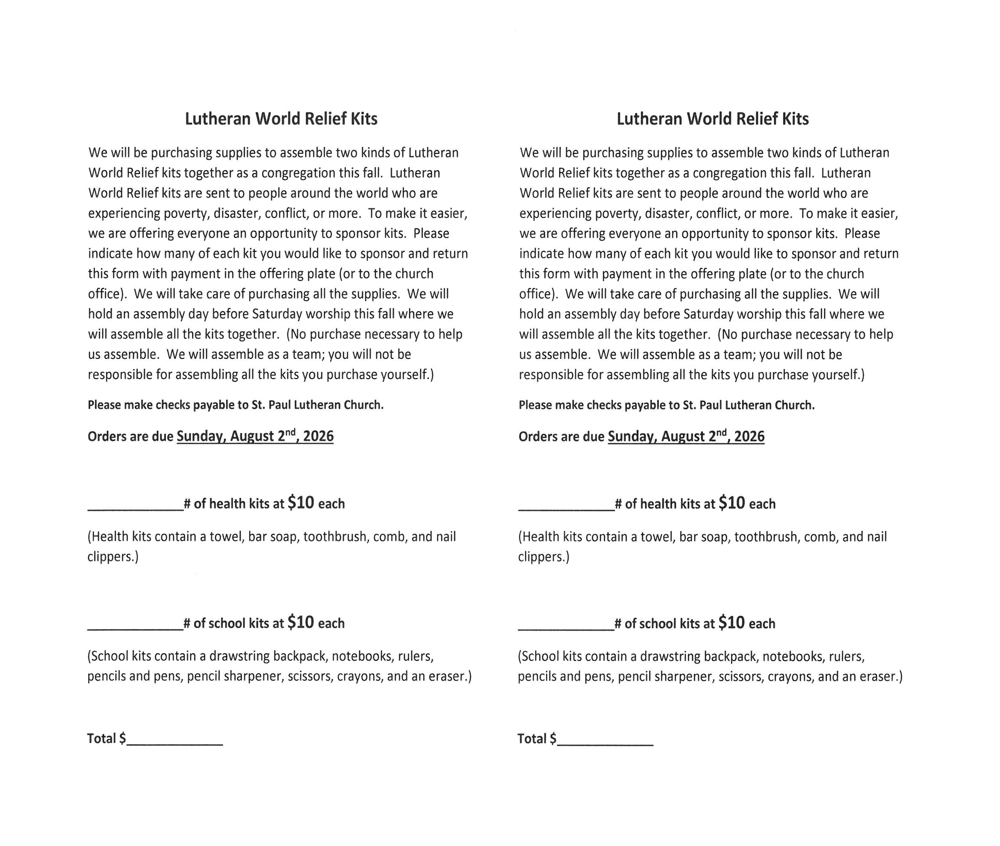 Lutheran World Relief Kits
We will be purchasing supplies to assemble two kinds of Lutheran
World Relief kits together as a congregation this fall.  Lutheran
World Relief kits are sent to people around the world who are
experiencing poverty, disaster, conflict, or more.  To make it easier,
we are offering everyone an opportunity to sponsor kits.  Please
indicate how many of each kit you would like to sponsor and return
this form with payment in the offering plate (or to the church
office).  We will take care of purchasing all the supplies.  We will
hold an assembly day before Saturday worship this fall where we
will assemble all the kits together.  (No purchase necessary to help
us assemble.  We will assemble as a team; you will not be
responsible for assembling all the kits you purchase yourself.)
Please make checks payable to St. Paul Lutheran Church.
Orders are due Sunday, August 2nd, 2026
______________# of health kits at $10 each
(Health kits contain a towel, bar soap, toothbrush, comb, and nail
clippers.)
______________# of school kits at $10 each
(School kits contain a drawstring backpack, notebooks, rulers,
pencils and pens, pencil sharpener, scissors, crayons, and an eraser.)
Total $______________
Lutheran World Relief Kits
We will be purchasing supplies to assemble two kinds of Lutheran
World Relief kits together as a congregation this fall.  Lutheran
World Relief kits are sent to people around the world who are
experiencing poverty, disaster, conflict, or more.  To make it easier,
we are offering everyone an opportunity to sponsor kits.  Please
indicate how many of each kit you would like to sponsor and return
this form with payment in the offering plate (or to the church
office).  We will take care of purchasing all the supplies.  We will
hold an assembly day before Saturday worship this fall where we
will assemble all the kits together.  (No purchase necessary to help
us assemble.  We will assemble as a team; you will not be
responsible for assembling all the kits you purchase yourself.)
Please make checks payable to St. Paul Lutheran Church.
Orders are due Sunday, August 2nd, 2026
______________# of health kits at $10 each
(Health kits contain a towel, bar soap, toothbrush, comb, and nail
clippers.)
______________# of school kits at $10 each
(School kits contain a drawstring backpack, notebooks, rulers,
pencils and pens, pencil sharpener, scissors, crayons, and an eraser.)
Total $______________